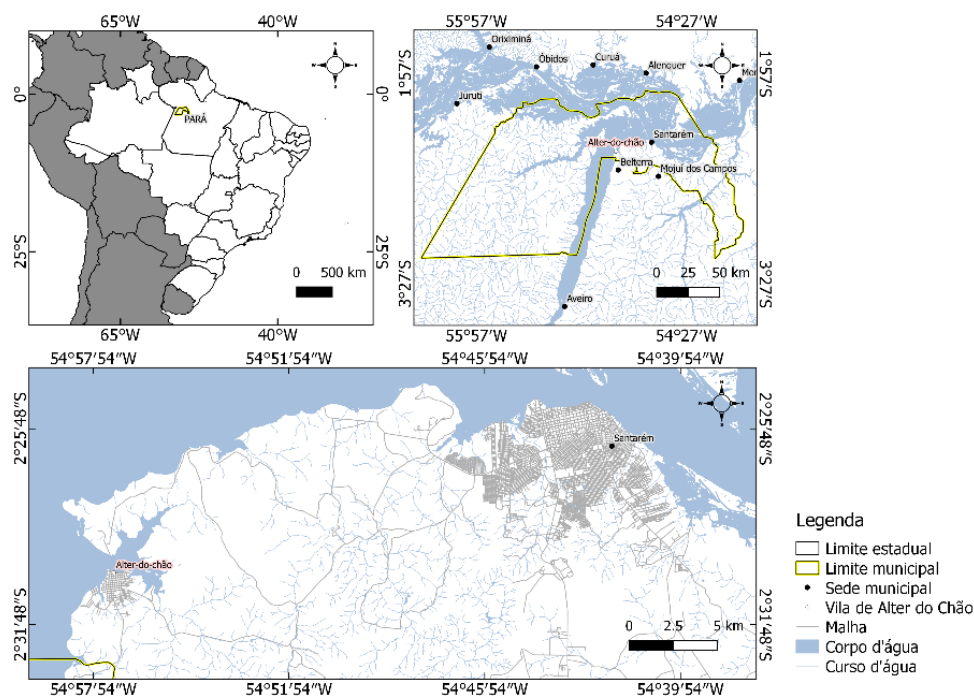 65°W
40°W
0°
0°
PARÁ
25°S
25°S
0 500 km
65°W
40°W
55°57'W
54°27'W
1°57'S
1°57'S
Oriximiná
Óbidos
Curuá
Alenquer
Juruti
Santarém
Alter-do-chão
Belterra
Mojuí dos Campos
3°27'S
3°27'S
Aveiro
0 25 50 km
55°57'W
54°27'W
54°57'54"W
54°51'54"W
54°45'54"W
54°39'54"W
2°25'48"S
2°25'48"S
Santarém
Alter-do-chão
2°31'48"S
2°31'48"S
0 2.5 5 km
54°57'54"W
54°51'54"W
54°45'54"W
54°39'54"W
Legenda
Limite estadual
Limite municipal
Sede municipal
Vila de Alter do Chão
Malha
Corpo d'água
Curso d'água